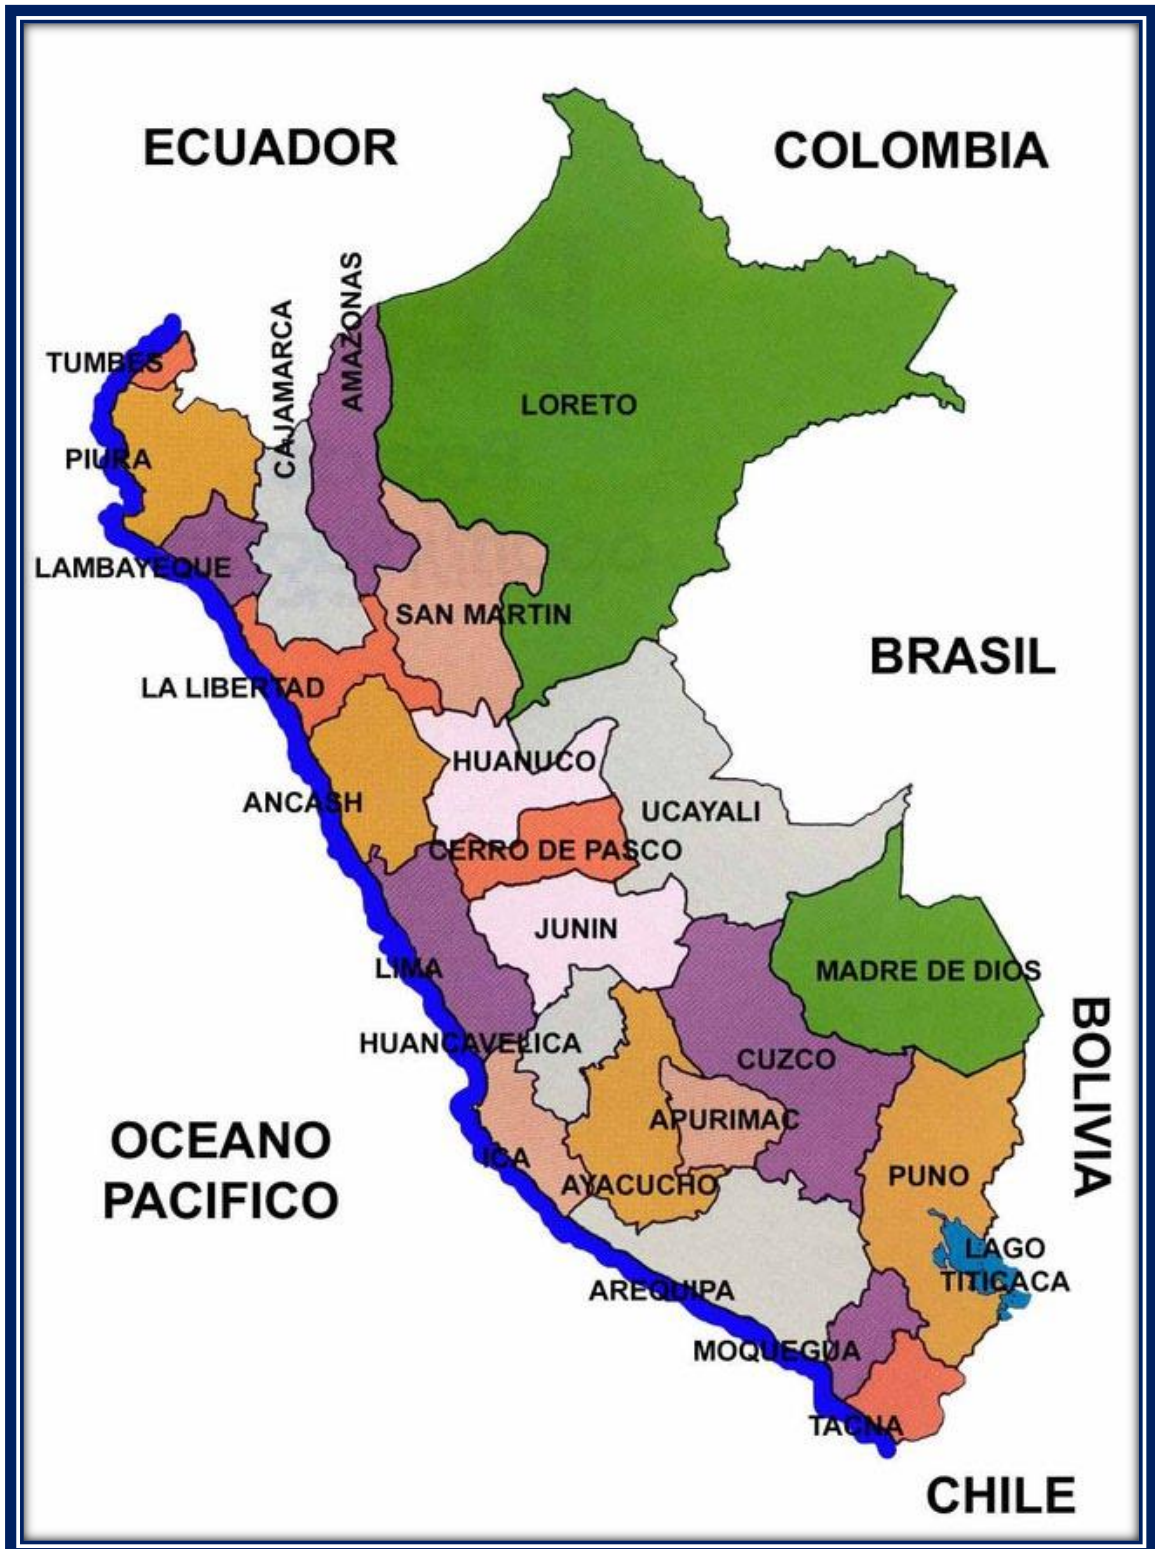 ECUADOR
COLOMBIA
AMAZONAS
CAJAMARCA
TUMBES
LORETO
PIURA
LAMBAYEQUE
SAN MARTIN
BRASIL
LA LIBERTAD
HUANUCO
ANCASH
UCAYALI
CERRO DE PASCO
JUNIN
LIMA
MADRE DE DIOS
HUANCAVELICA
CUZCO
BOLIVIA
APURIMAC
OCEANO
PACIFICO
ICA
PUNO
AYACUCHO
LAGO
TITICACA
AREQUIPA
MOQUEGUA
TACNA
CHILE